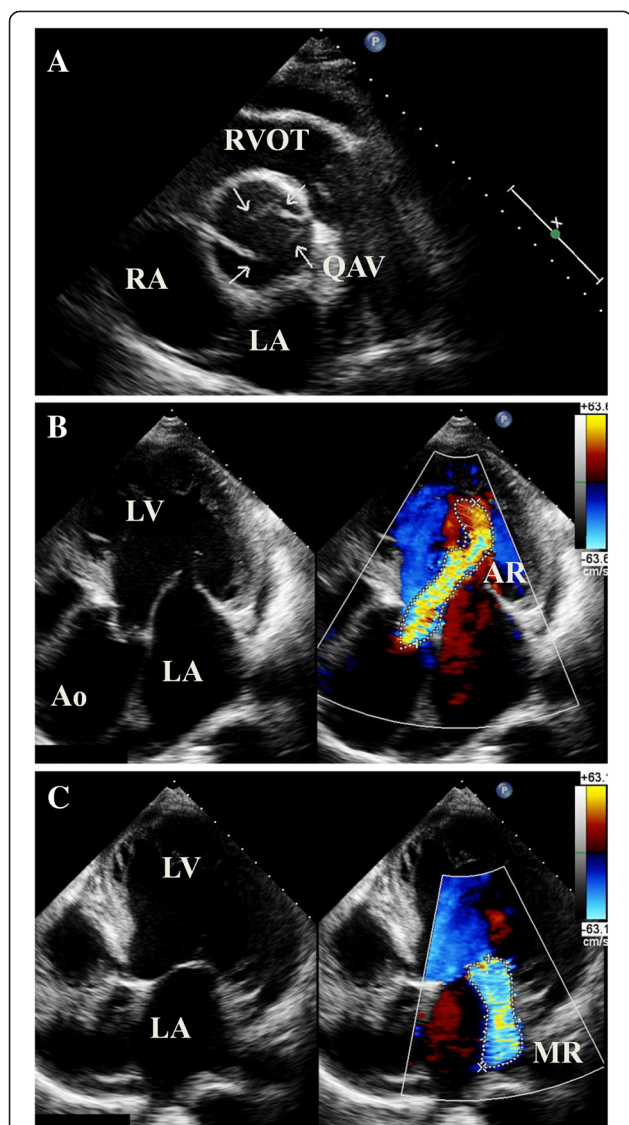 A
P
RVOT
RA
QAV
LA
B
P
+63.6
LV
AR
-63.6
cm/s
Ao
LA
C
P
+63.1
LV
-63.1
cm/s
LA
MR